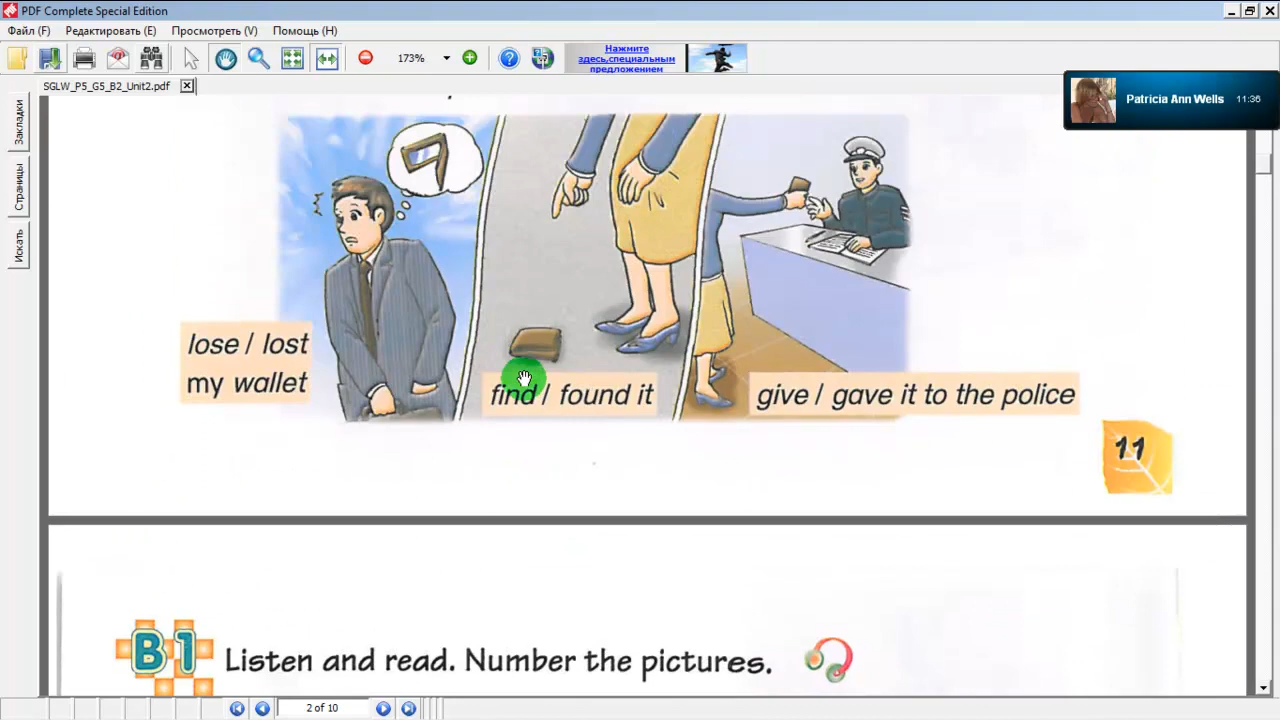 PDF Complete Special Edition
Файл (F) Редактировать (E) Просмотреть (V) Помощь (H)
173%
Нажмите
здесь,специальным
предложением
SGLW_P5_G5_B2_Unit2.pdf
Patricia Ann Wells 11:36
Закладки
Страницы
Искать
lose / lost
my wallet
find / found it
give / gave it to the police
11
B1 Listen and read. Number the pictures.
2 of 10